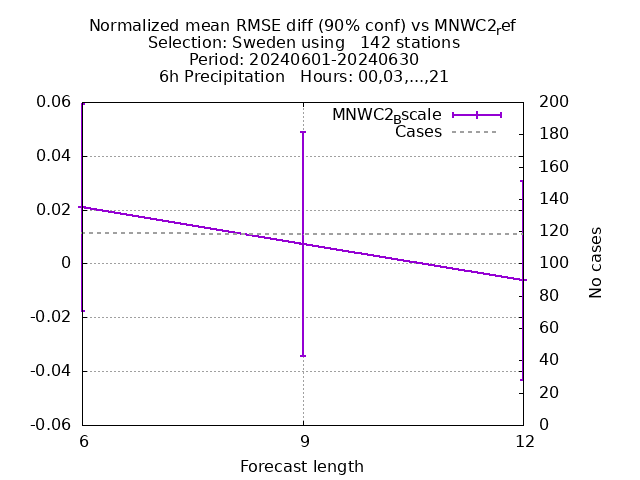 Normalized mean RMSE diff (90% conf) vs MNWC2_ref
Selection: Sweden using   142 stations
Period: 20240601-20240630
6h Precipitation   Hours: 00,03,...,21
MNWC2_Bscale
Cases
0.06
0.04
0.02
0
-0.02
-0.04
-0.06
200
180
160
140
120
100
80
60
40
20
0
No cases
6
9
12
Forecast length